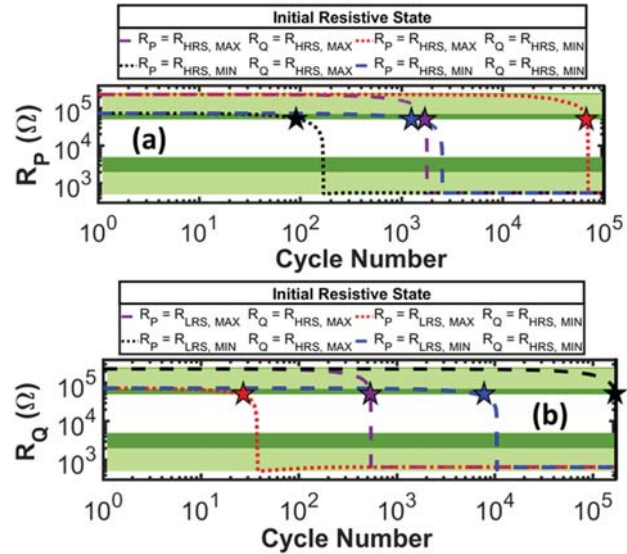 Initial Resistive State
R_P = R_HRS, MAX R_Q = R_HRS, MAX R_P = R_HRS, MAX R_Q = R_HRS, MIN
R_P = R_HRS, MIN R_Q = R_HRS, MAX R_P = R_HRS, MIN R_Q = R_HRS, MIN
R_P (Ω)
10^5
10^4
10^3
(a)
10^0 10^1 10^2 10^3 10^4 10^5
Cycle Number
Initial Resistive State
R_P = R_LRS, MAX R_Q = R_HRS, MAX R_P = R_LRS, MAX R_Q = R_HRS, MIN
R_P = R_LRS, MIN R_Q = R_HRS, MAX R_P = R_LRS, MIN R_Q = R_HRS, MIN
R_Q (Ω)
10^5
10^4
10^3
(b)
10^0 10^1 10^2 10^3 10^4 10^5
Cycle Number